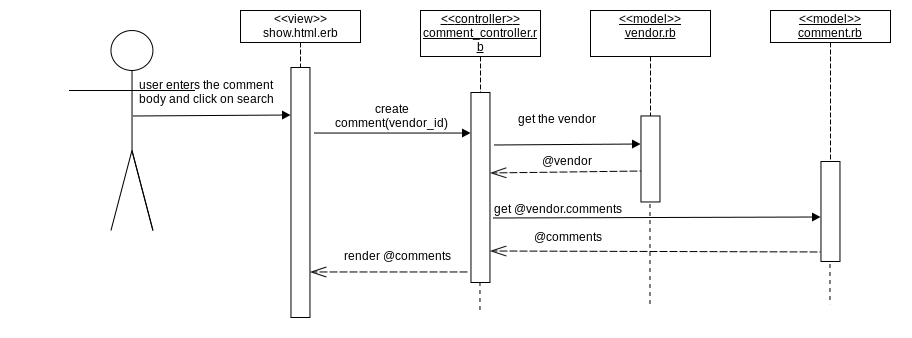 <<view>>
show.html.erb
<<controller>>
comment_controller.r
b
<<model>>
vendor.rb
<<model>>
comment.rb
user enters the comment
body and click on search
create
comment(vendor_id)
get the vendor
@vendor
get @vendor.comments
@comments
render @comments